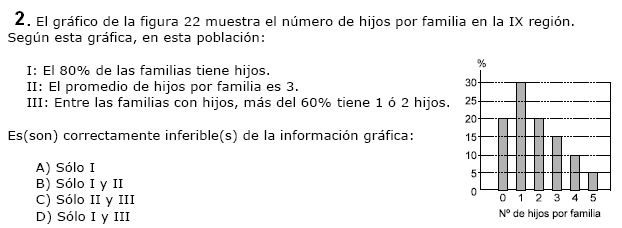 2. El gráfico de la figura 22 muestra el número de hijos por familia en la IX región.
Según esta gráfica, en esta población:
I: El 80% de las familias tiene hijos.
II: El promedio de hijos por familia es 3.
III: Entre las familias con hijos, más del 60% tiene 1 ó 2 hijos.
Es(son) correctamente inferible(s) de la información gráfica:
A) Sólo I
B) Sólo I y II
C) Sólo II y III
D) Sólo I y III
%
30
25
20
15
10
5
0
0 1 2 3 4 5
Nº de hijos por familia